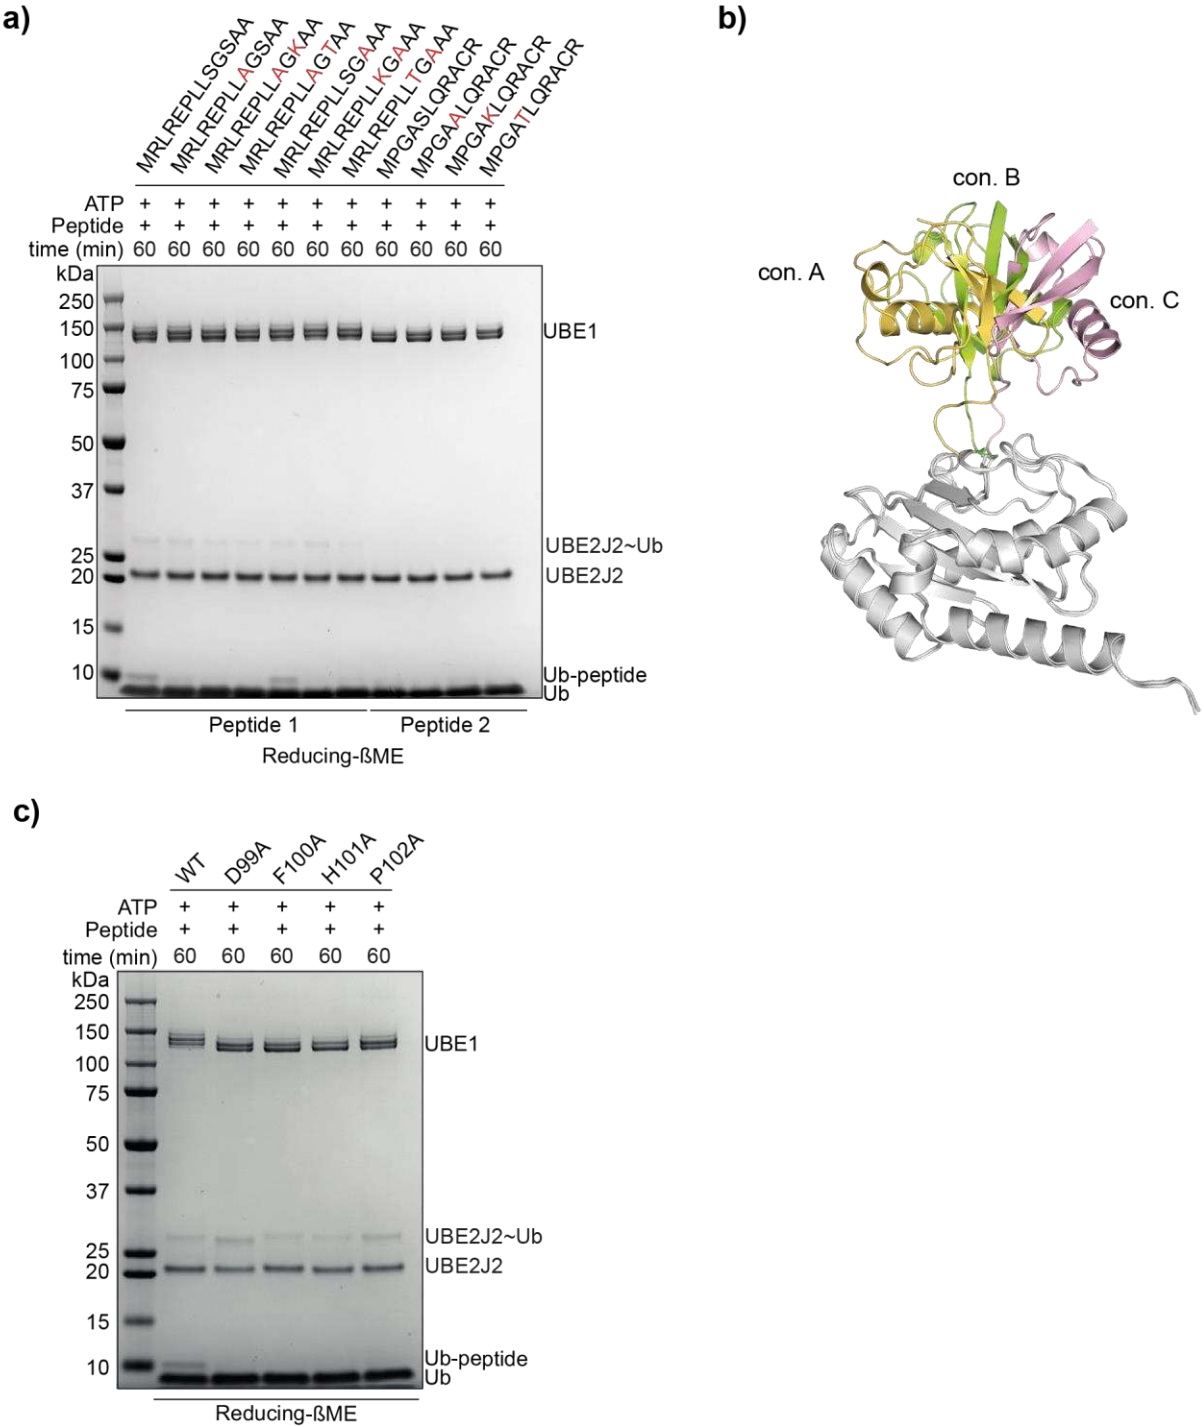 a)
MRLREPLLSGSAA
MRLREPLLAGSAA
MRLREPLLAGKAA
MRLREPLLAGTAA
MRLREPLLSGAAA
MRLREPLLKGAAA
MRLREPLLTGAAA
MPGASLQRACR
MPGAALQRACR
MPGAKLQRACR
MPGATLQRACR
ATP + + + + + + + + + + +
Peptide + + + + + + + + + + +
time (min) 60 60 60 60 60 60 60 60 60 60 60
kDa
250
150
100
75
50
37
25
20
15
10
UBE1
UBE2J2~Ub
UBE2J2
Ub-peptide
Ub
Peptide 1
Peptide 2
Reducing-ßME
b)
con. B
con. A
con. C
c)
WT
D99A
F100A
H101A
P102A
ATP + + + + +
Peptide + + + + +
time (min) 60 60 60 60 60
kDa
250
150
100
75
50
37
25
20
15
10
UBE1
UBE2J2~Ub
UBE2J2
Ub-peptide
Ub
Reducing-ßME